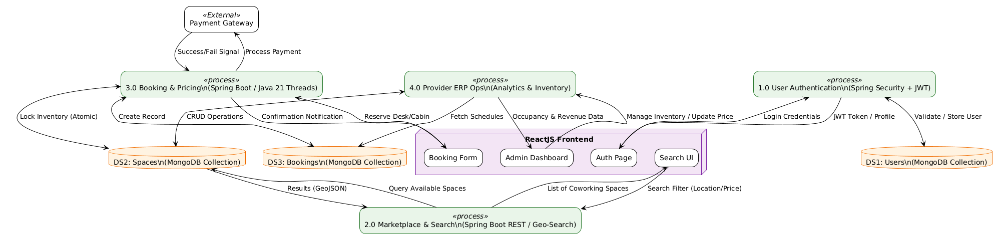 «External»
Payment Gateway
Success/Fail Signal
Process Payment
«process»
3.0 Booking & Pricing\n(Spring Boot / Java 21 Threads)
«process»
4.0 Provider ERP Ops\n(Analytics & Inventory)
«process»
1.0 User Authentication\n(Spring Security + JWT)
Lock Inventory (Atomic)
Create Record
CRUD Operations
Confirmation Notification
Reserve Desk/Cabin
Fetch Schedules
Occupancy & Revenue Data
Manage Inventory / Update Price
Login Credentials
JWT Token / Profile
Validate / Store User
ReactJS Frontend
DS2: Spaces\n(MongoDB Collection)
DS3: Bookings\n(MongoDB Collection)
Booking Form
Admin Dashboard
Auth Page
Search UI
DS1: Users\n(MongoDB Collection)
Results (GeoJSON)
Query Available Spaces
List of Coworking Spaces
Search Filter (Location/Price)
«process»
2.0 Marketplace & Search\n(Spring Boot REST / Geo-Search)